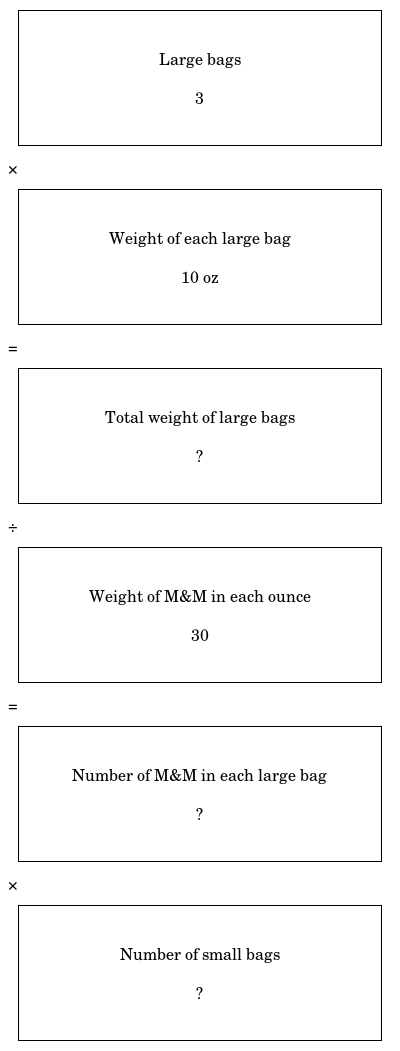 Large bags
3
×
Weight of each large bag
10 oz
=
Total weight of large bags
?
÷
Weight of M&M in each ounce
30
=
Number of M&M in each large bag
?
×
Number of small bags
?